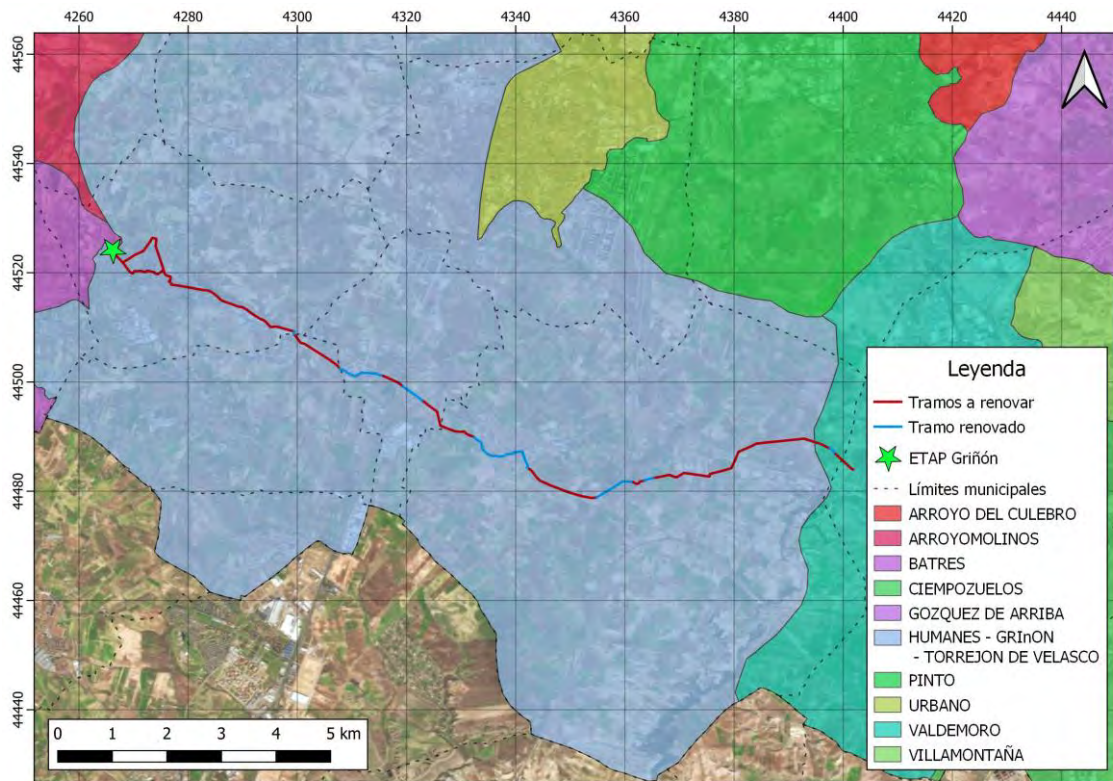 4260 4280 4300 4320 4340 4360 4380 4400 4420 4440
44560
44540
44520
44500
44480
44460
44440
Leyenda
Tramos a renovar
Tramo renovado
ETAP Griñón
Límites municipales
ARROYO DEL CULEBRO
ARROYOMOLINOS
BATRES
CIEMPOZUELOS
GOZQUEZ DE ARRIBA
HUMANES - GRInON
- TORREJON DE VELASCO
PINTO
URBANO
VALDEMORO
VILLAMONTAÑA
0 1 2 3 4 5 km